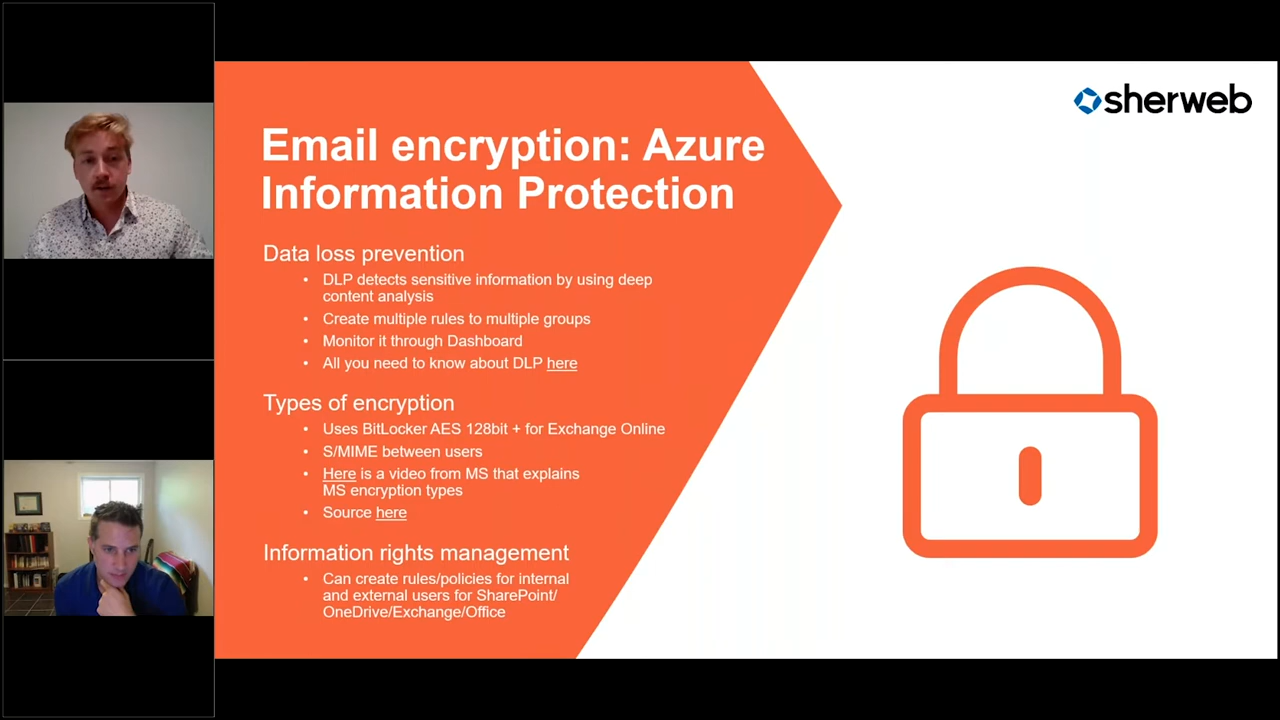 sherweb
Email encryption: Azure
Information Protection
Data loss prevention
• DLP detects sensitive information by using deep
content analysis
• Create multiple rules to multiple groups
• Monitor it through Dashboard
• All you need to know about DLP here
Types of encryption
• Uses BitLocker AES 128bit + for Exchange Online
• S/MIME between users
• Here is a video from MS that explains
MS encryption types
• Source here
Information rights management
• Can create rules/policies for internal
and external users for SharePoint/
OneDrive/Exchange/Office